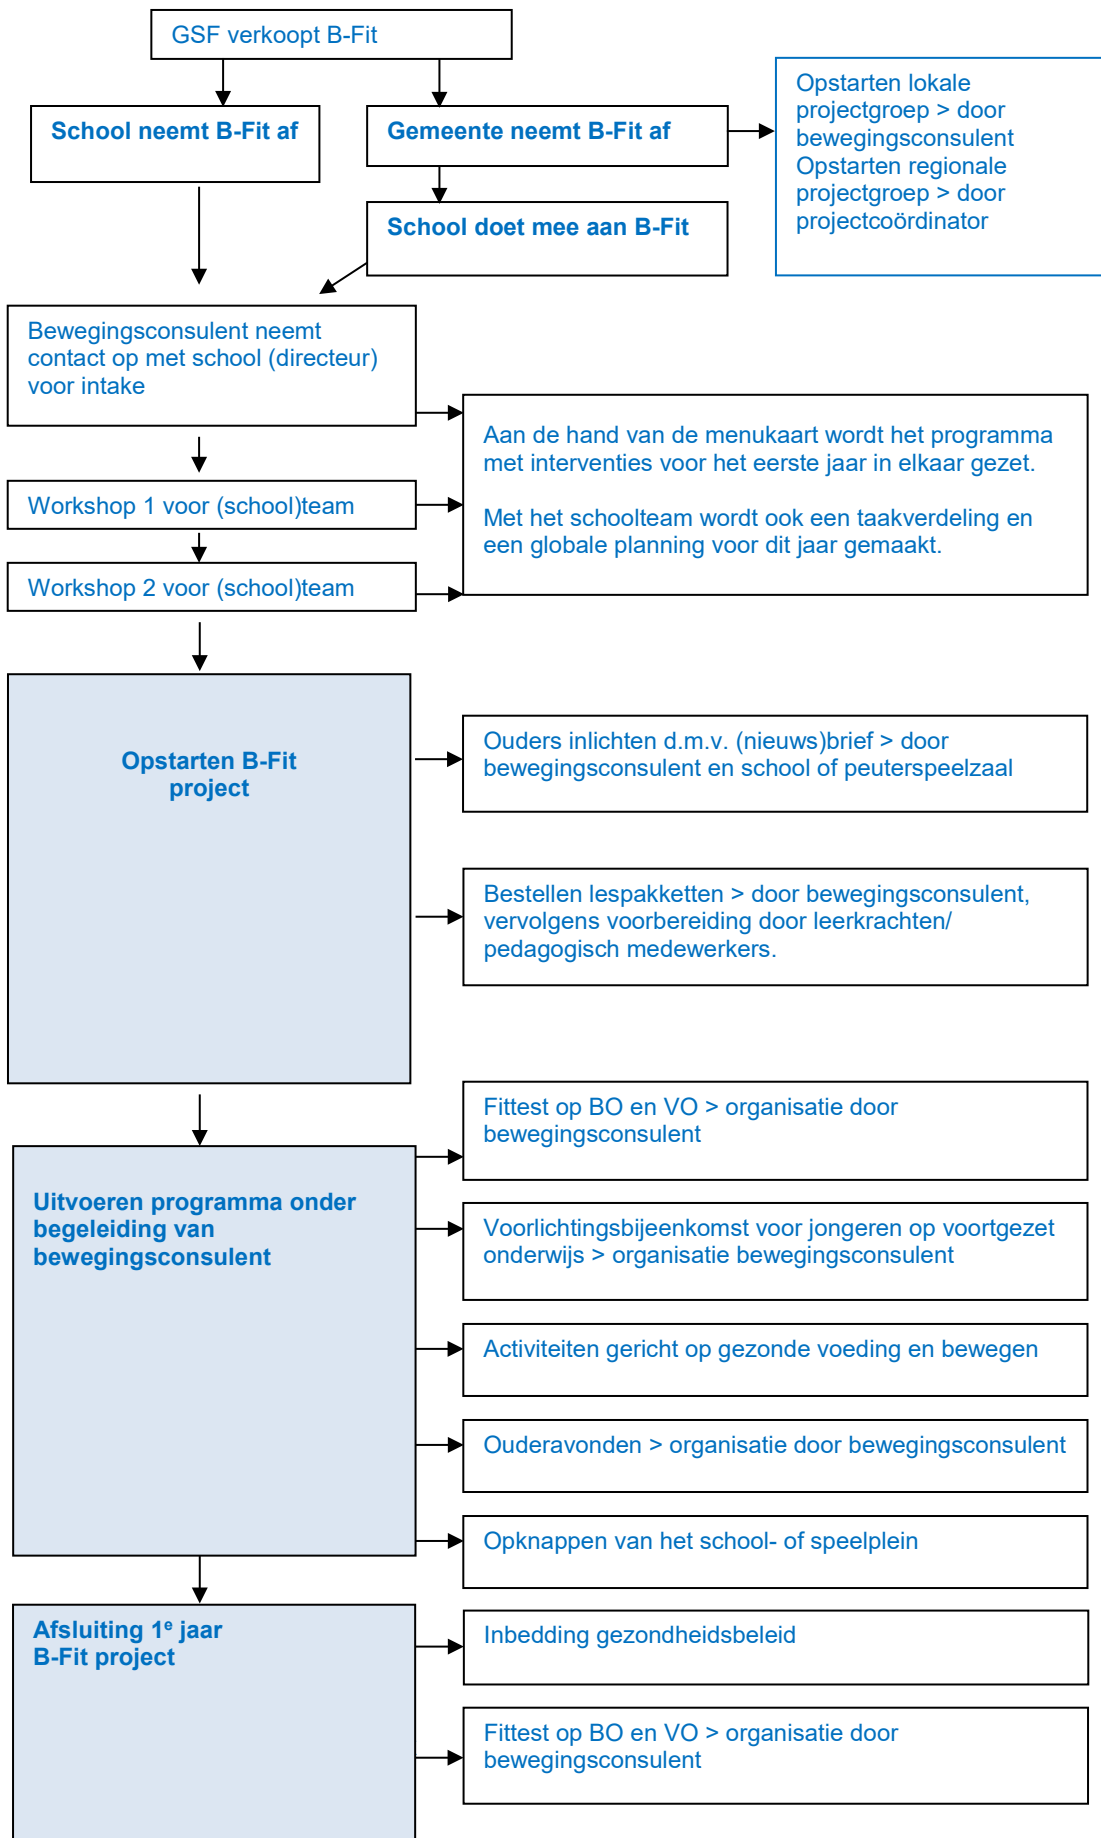 GSF verkoopt B-Fit
School neemt B-Fit af
Gemeente neemt B-Fit af
Opstarten lokale
projectgroep > door
bewegingsconsulent
Opstarten regionale
projectgroep > door
projectcoördinator
School doet mee aan B-Fit
Bewegingsconsulent neemt
contact op met school (directeur)
voor intake
Aan de hand van de menukaart wordt het programma
met interventies voor het eerste jaar in elkaar gezet.
Met het schoolteam wordt ook een taakverdeling en
een globale planning voor dit jaar gemaakt.
Workshop 1 voor (school)team
Workshop 2 voor (school)team
Opstarten B-Fit
project
Ouders inlichten d.m.v. (nieuws)brief > door
bewegingsconsulent en school of peuterspeelzaal
Bestellen lespakketten > door bewegingsconsulent,
vervolgens voorbereiding door leerkrachten/
pedagogisch medewerkers.
Uitvoeren programma onder
begeleiding van
bewegingsconsulent
Fittest op BO en VO > organisatie door
bewegingsconsulent
Voorlichtingsbijeenkomst voor jongeren op voortgezet
onderwijs > organisatie bewegingsconsulent
Activiteiten gericht op gezonde voeding en bewegen
Ouderavonden > organisatie door bewegingsconsulent
Opknappen van het school- of speelplein
Afsluiting 1e jaar
B-Fit project
Inbedding gezondheidsbeleid
Fittest op BO en VO > organisatie door
bewegingsconsulent